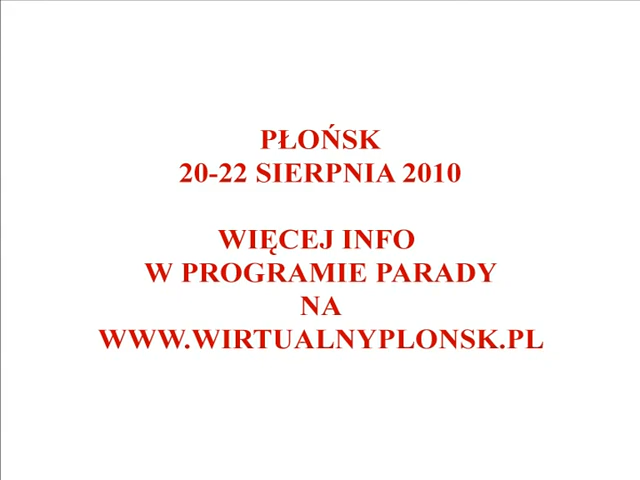 PŁOŃSK
20-22 SIERPNIA 2010
WIĘCEJ INFO
W PROGRAMIE PARADY
NA
WWW.WIRTUALNYPLONSK.PL